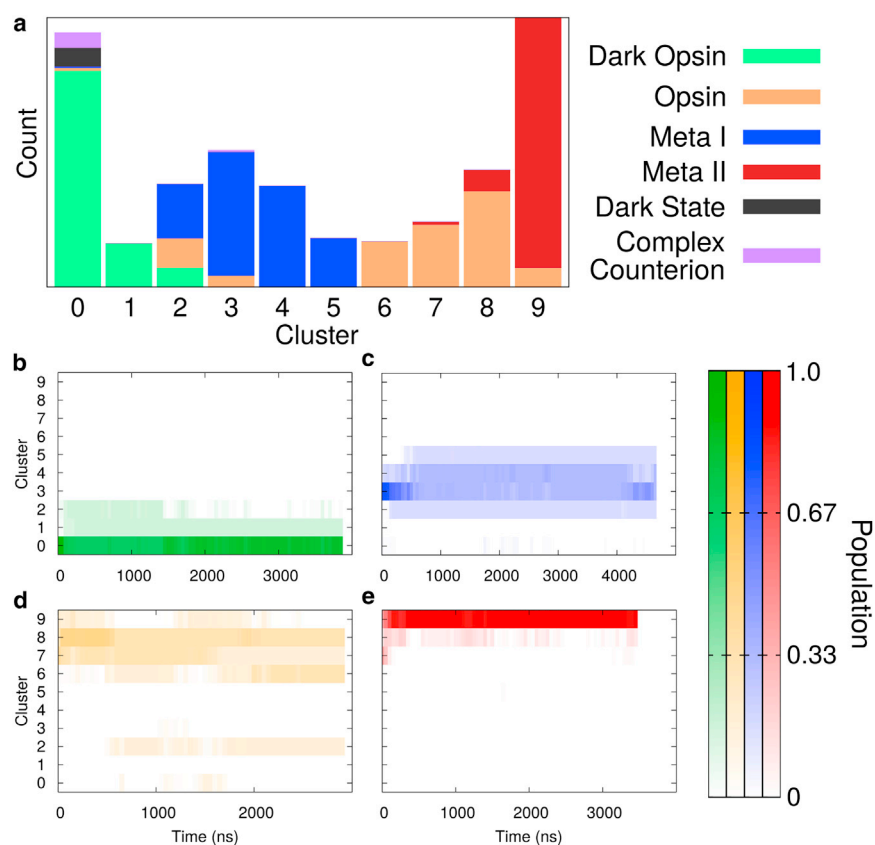 a
Count
0 1 2 3 4 5 6 7 8 9
Cluster
Dark Opsin
Opsin
Meta I
Meta II
Dark State
Complex
Counterion
b
9
8
7
6
5
4
3
2
1
0
Cluster
0 1000 2000 3000
c
0 1000 2000 3000 4000
d
9
8
7
6
5
4
3
2
1
0
Cluster
0 1000 2000
Time (ns)
e
0 1000 2000 3000
Time (ns)
1.0
0.67
0.33
0
Population